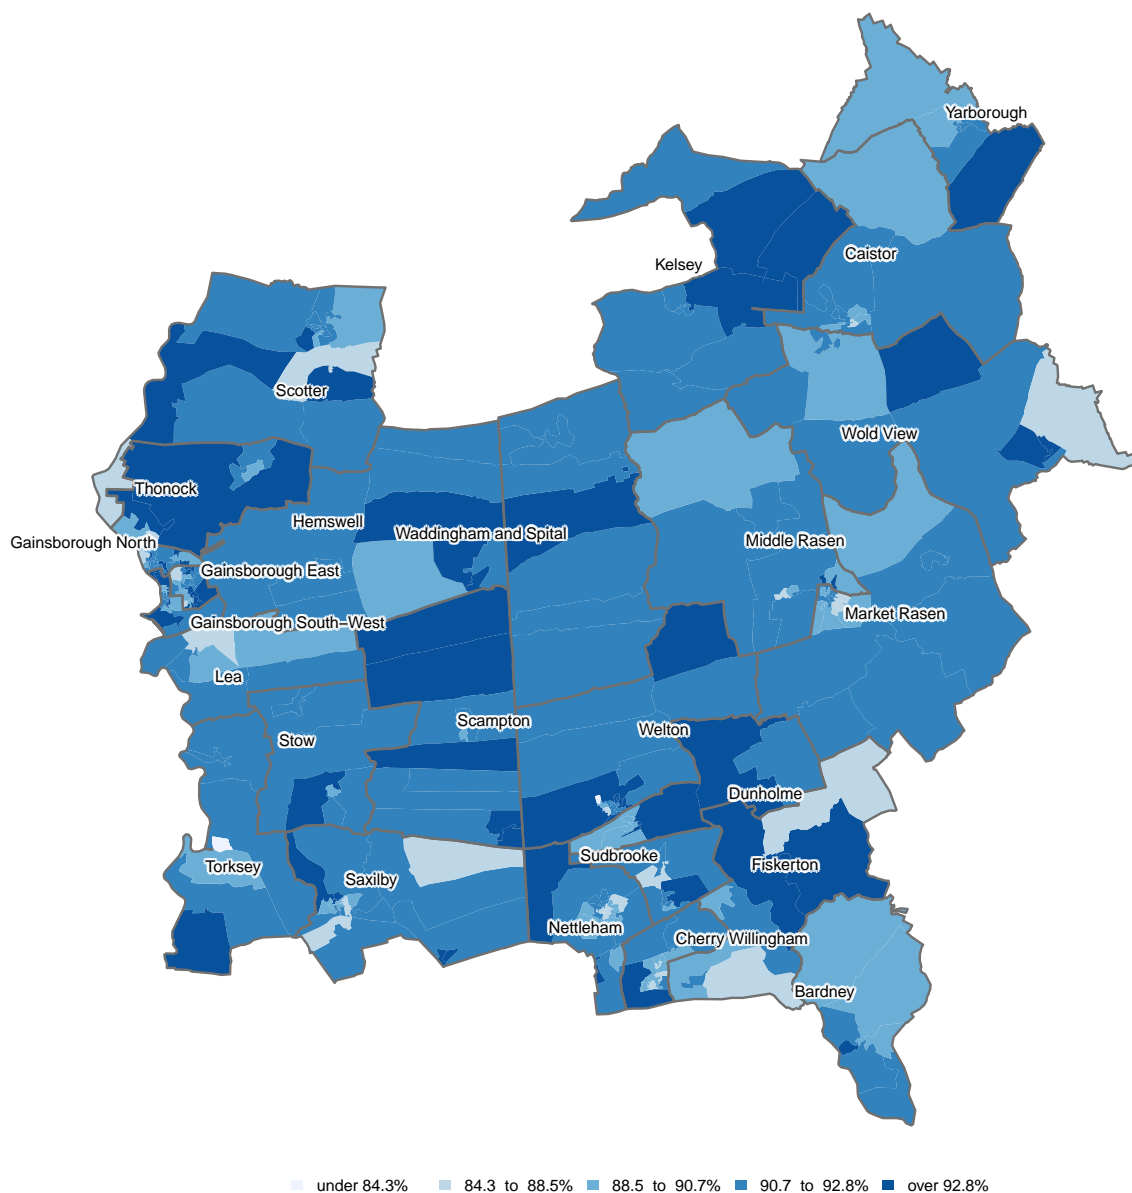 Yarborough
Caistor
Kelsey
Scotter
Wold View
Thonock
Hemswell
Waddingham and Spital
Gainsborough North
Middle Rasen
Gainsborough East
Market Rasen
Gainsborough South–West
Lea
Scampton
Welton
Stow
Dunholme
Sudbrooke
Fiskerton
Torksey
Saxilby
Nettleham
Cherry Willingham
Bardney
under 84.3% 84.3 to 88.5% 88.5 to 90.7% 90.7 to 92.8% over 92.8%